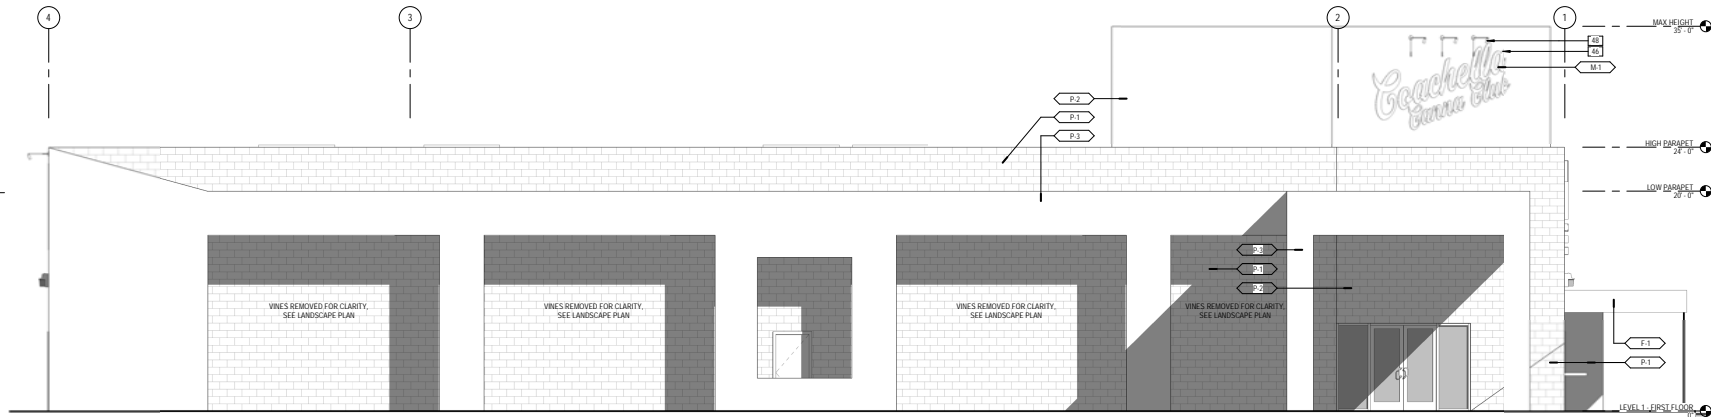 4
3
2
1
MAX HEIGHT
35' - 0"
48
46
M-1
Coachella
Canna Club
P-2
P-1
P-3
HIGH PARAPET
24' - 0"
LOW PARAPET
20' - 0"
P-3
P-1
P-2
VINES REMOVED FOR CLARITY,
SEE LANDSCAPE PLAN
VINES REMOVED FOR CLARITY,
SEE LANDSCAPE PLAN
VINES REMOVED FOR CLARITY,
SEE LANDSCAPE PLAN
VINES REMOVED FOR CLARITY,
SEE LANDSCAPE PLAN
F-1
P-1
LEVEL 1 - FIRST FLOOR